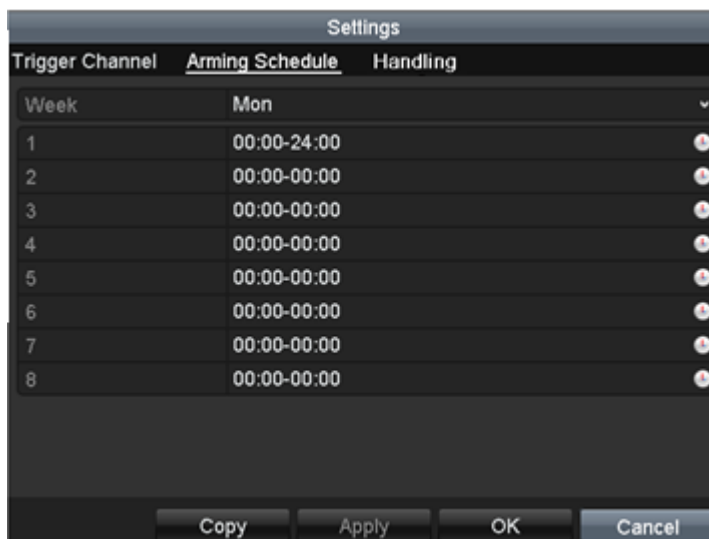 Settings
Trigger Channel Arming Schedule Handling
Week Mon
1 00:00-24:00
2 00:00-00:00
3 00:00-00:00
4 00:00-00:00
5 00:00-00:00
6 00:00-00:00
7 00:00-00:00
8 00:00-00:00
Copy Apply OK Cancel